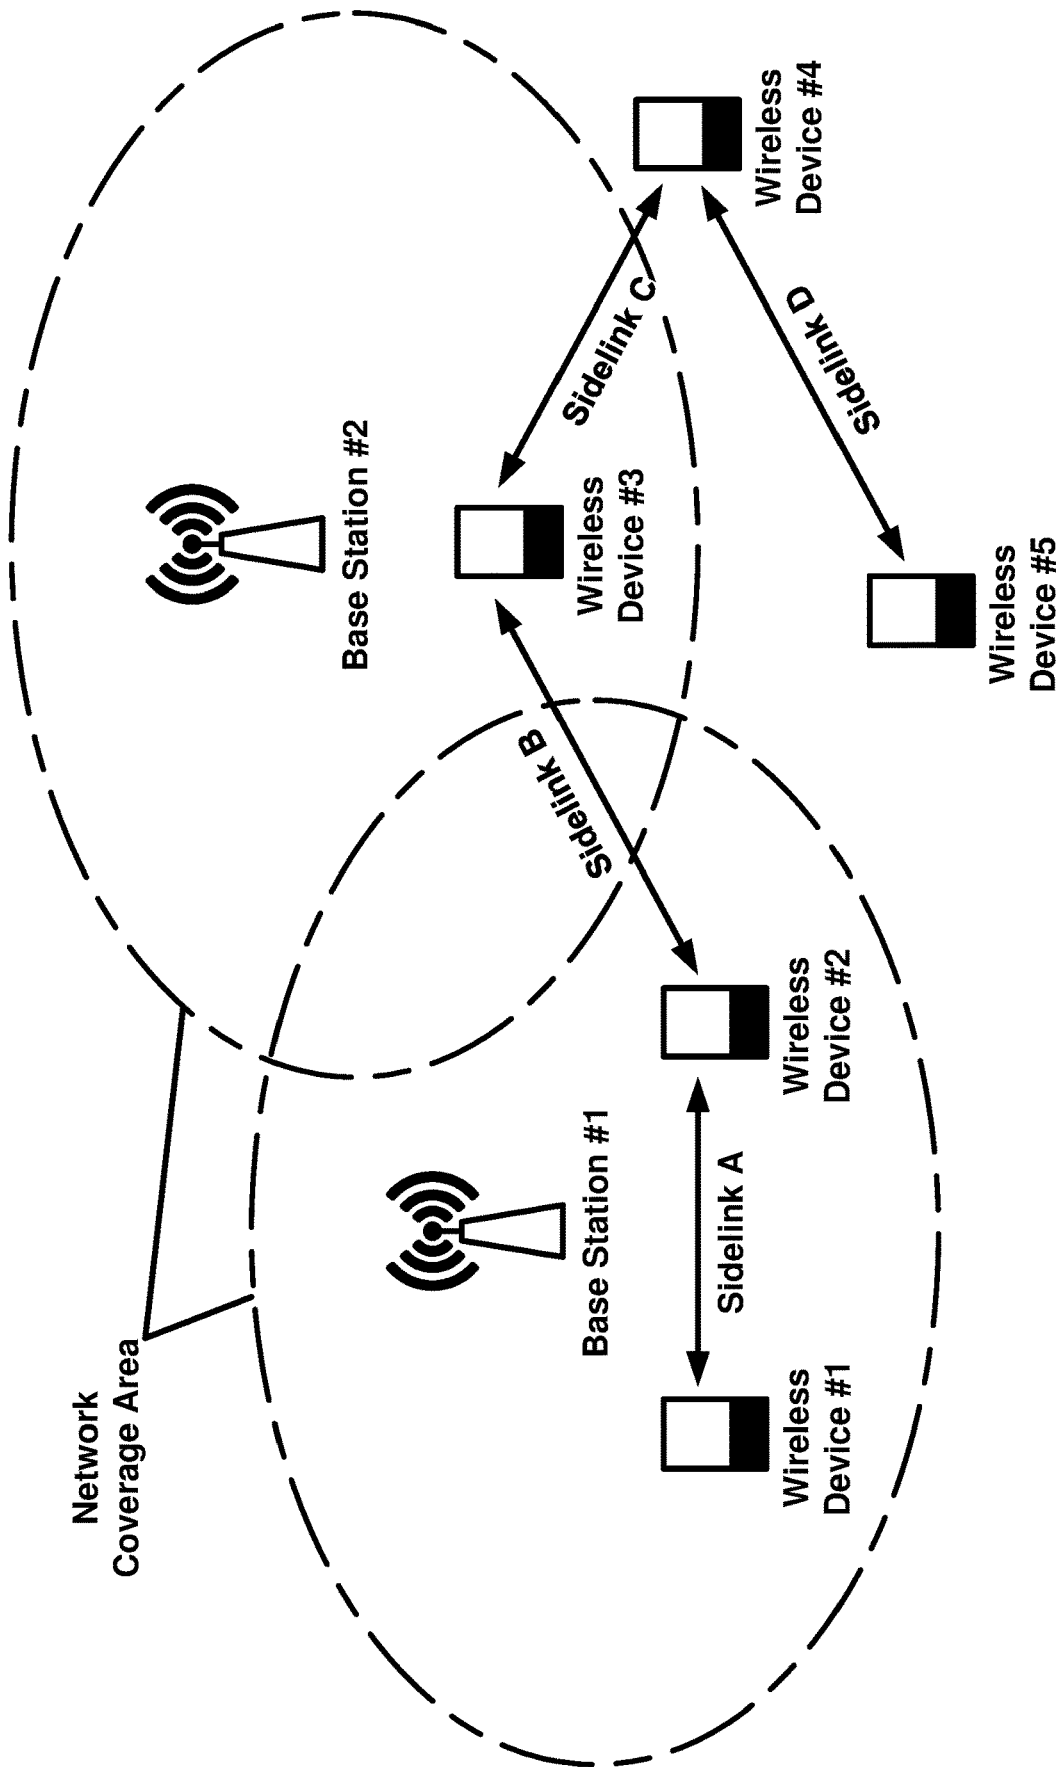 Network
Coverage Area
Base Station #2
Base Station #1
Sidelink B
Sidelink C
Wireless
Device #3
Wireless
Device #4
Sidelink A
Wireless
Device #1
Wireless
Device #2
Sidelink D
Wireless
Device #5